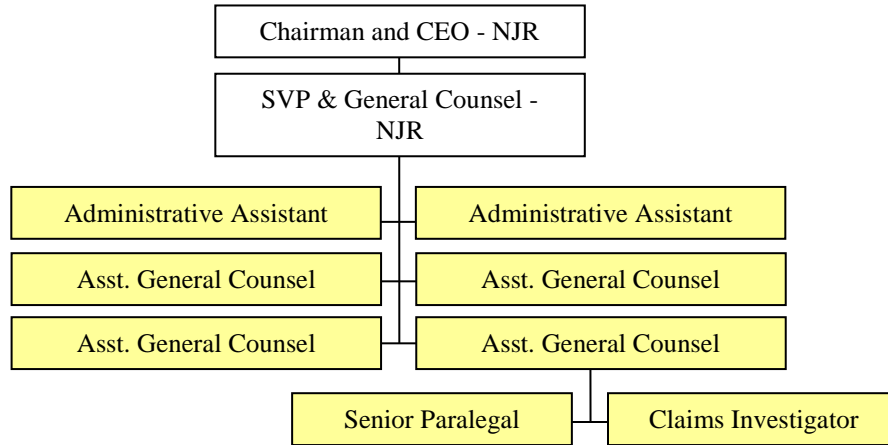 Chairman and CEO - NJR
SVP & General Counsel -
NJR
Administrative Assistant
Administrative Assistant
Asst. General Counsel
Asst. General Counsel
Asst. General Counsel
Asst. General Counsel
Senior Paralegal
Claims Investigator